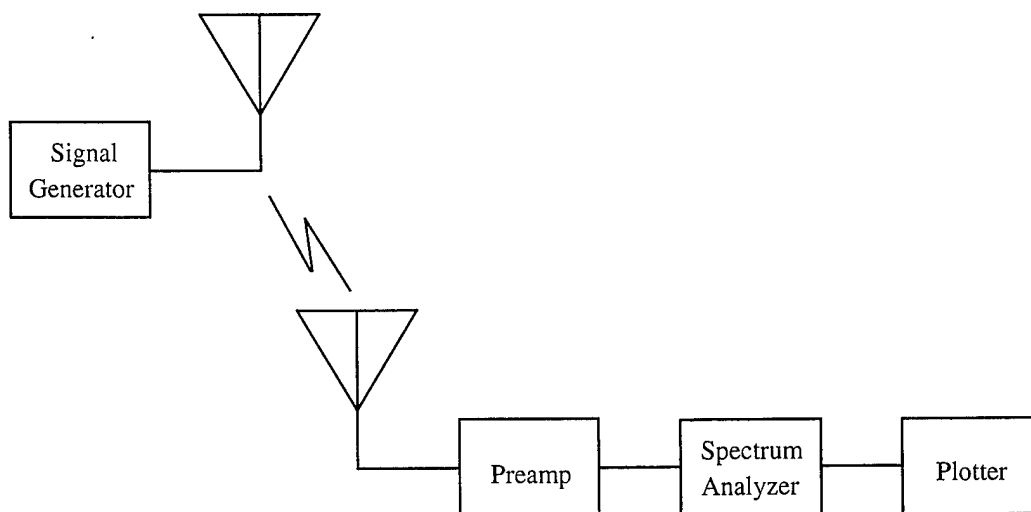 Signal
Generator
Preamp
Spectrum
Analyzer
Plotter